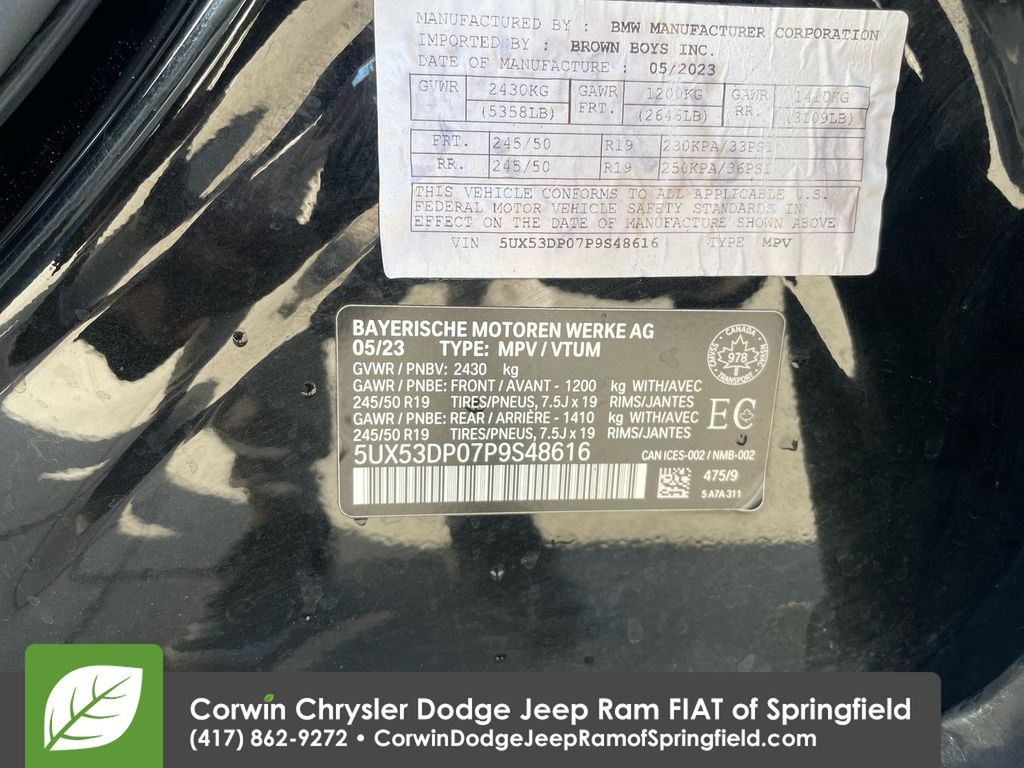 MANUFACTURED BY : BMW MANUFACTURER CORPORATION
IMPORTED BY : BROWN BOYS INC.
DATE OF MANUFACTURE : 05/2023
GVWR 2430KG (5358LB) GAWR FRT. 1200KG (2646LB) GAWR RR. 1410KG (3109LB)
FRT. 245/50 R19 230KPA/33PSI
RR. 245/50 R19 250KPA/36PSI
THIS VEHICLE CONFORMS TO ALL APPLICABLE U.S.
FEDERAL MOTOR VEHICLE SAFETY STANDARDS IN
EFFECT ON THE DATE OF MANUFACTURE SHOWN ABOVE
VIN 5UX53DP07P9S48616 TYPE MPV
BAYERISCHE MOTOREN WERKE AG
05/23 TYPE: MPV / VTUM
GVWR / PNBV: 2430 kg
GAWR / PNBE: FRONT / AVANT - 1200 kg WITH/AVEC
245/50 R19 TIRES/PNEUS, 7.5J x 19 RIMS/JANTES
GAWR / PNBE: REAR / ARRIÈRE - 1410 kg WITH/AVEC
245/50 R19 TIRES/PNEUS, 7.5J x 19 RIMS/JANTES
5UX53DP07P9S48616
CANADA
978
TRANSPORT
EC
CAN ICES-002 / NMB-002
475/9
5 A7A 311
Corwin Chrysler Dodge Jeep Ram FIAT of Springfield
(417) 862-9272 • CorwinDodgeJeepRamofSpringfield.com